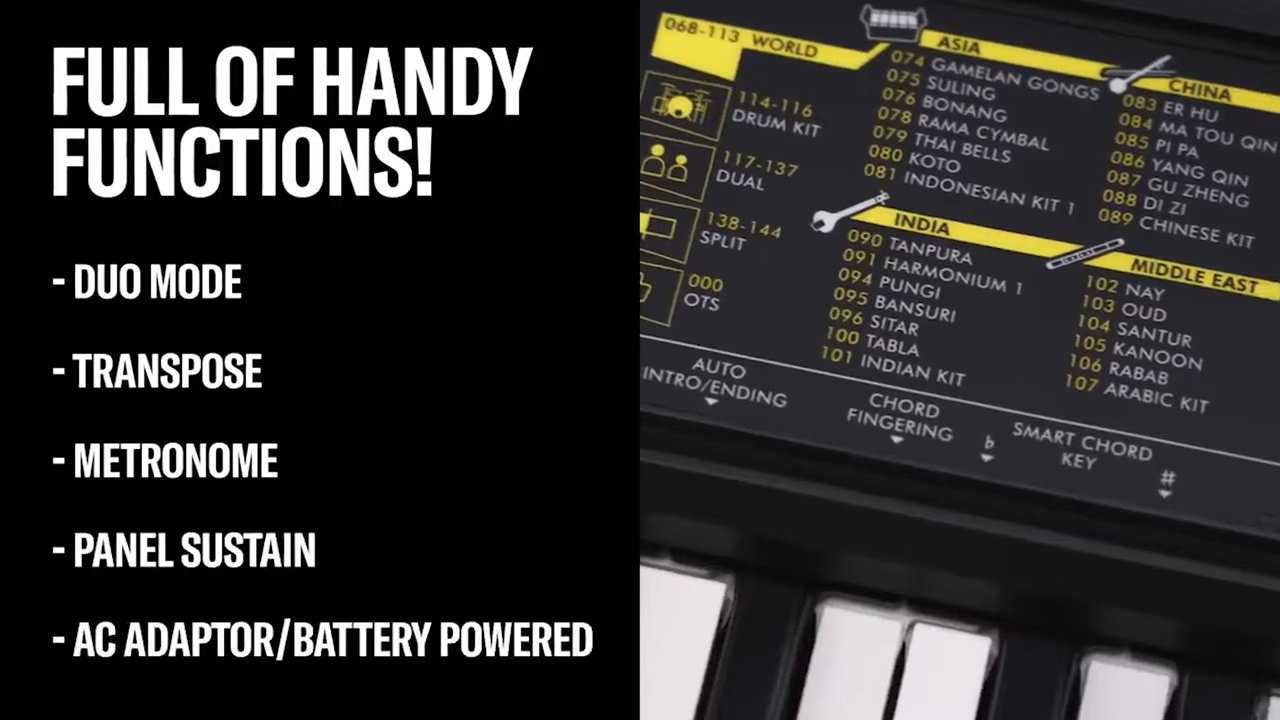 FULL OF HANDY
FUNCTIONS!
- DUO MODE
- TRANSPOSE
- METRONOME
- PANEL SUSTAIN
- AC ADAPTOR/BATTERY POWERED
068-113 WORLD
114-116
DRUM KIT
117-137
DUAL
138-144
SPLIT
000
OTS
ASIA
074 GAMELAN GONGS
075 SULING
076 BONANG
078 RAMA CYMBAL
079 THAI BELLS
080 KOTO
081 INDONESIAN KIT 1
CHINA
083 ER HU
084 MA TOU QIN
085 PI PA
086 YANG QIN
087 GU ZHENG
088 DI ZI
089 CHINESE KIT
INDIA
090 TANPURA
091 HARMONIUM 1
094 PUNGI
095 BANSURI
096 SITAR
100 TABLA
101 INDIAN KIT
MIDDLE EAST
102 NAY
103 OUD
104 SANTUR
105 KANOON
106 RABAB
107 ARABIC KIT
AUTO
INTRO/ENDING
CHORD
FINGERING
♭
SMART CHORD
KEY
#